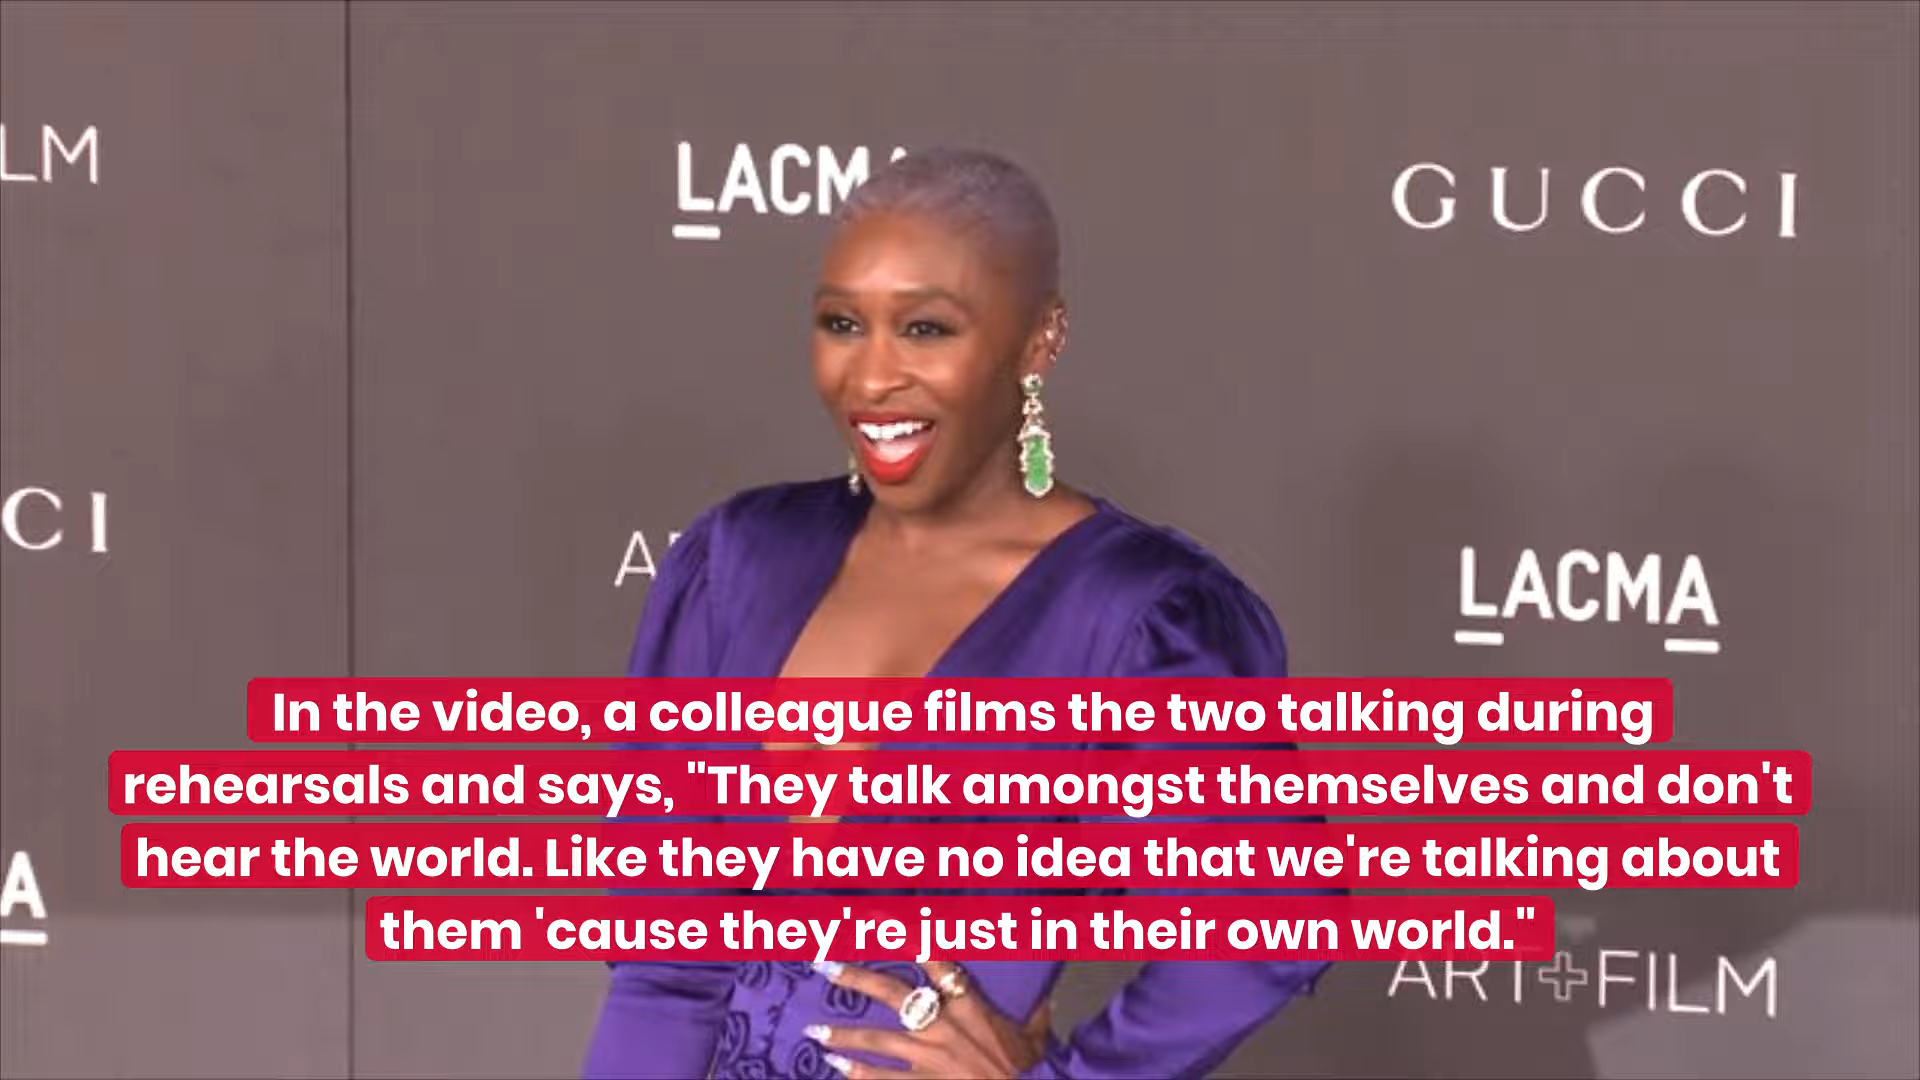 LM
LACMA
GUCCI
CI
A
LACMA
In the video, a colleague films the two talking during
rehearsals and says, "They talk amongst themselves and don't
hear the world. Like they have no idea that we're talking about
them 'cause they're just in their own world."
A
ART+FILM